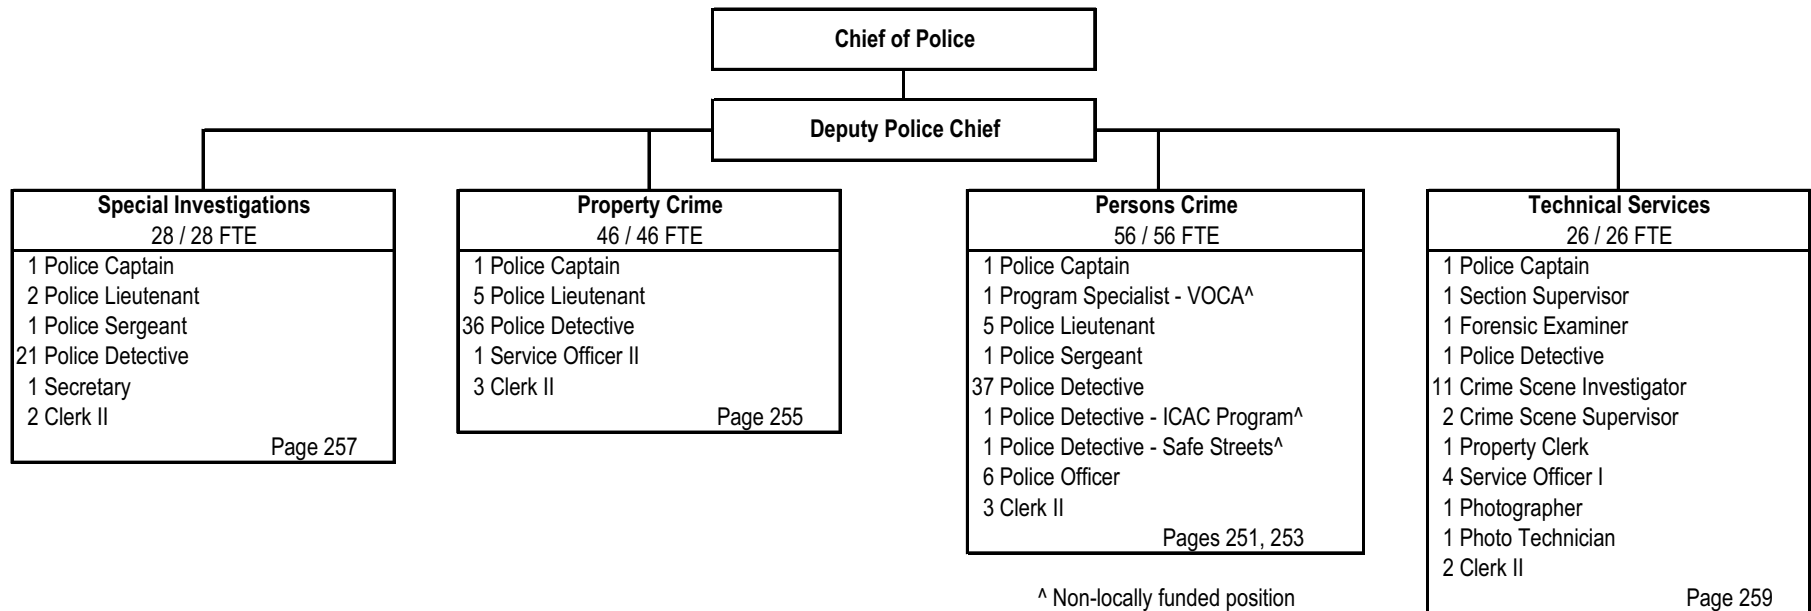 Chief of Police
Deputy Police Chief
Special Investigations
28 / 28 FTE
1 Police Captain
2 Police Lieutenant
1 Police Sergeant
21 Police Detective
1 Secretary
2 Clerk II
Page 257
Property Crime
46 / 46 FTE
1 Police Captain
5 Police Lieutenant
36 Police Detective
1 Service Officer II
3 Clerk II
Page 255
Persons Crime
56 / 56 FTE
1 Police Captain
1 Program Specialist - VOCA^
5 Police Lieutenant
1 Police Sergeant
37 Police Detective
1 Police Detective - ICAC Program^
1 Police Detective - Safe Streets^
6 Police Officer
3 Clerk II
Pages 251, 253
^ Non-locally funded position
Technical Services
26 / 26 FTE
1 Police Captain
1 Section Supervisor
1 Forensic Examiner
1 Police Detective
11 Crime Scene Investigator
2 Crime Scene Supervisor
1 Property Clerk
4 Service Officer I
1 Photographer
1 Photo Technician
2 Clerk II
Page 259